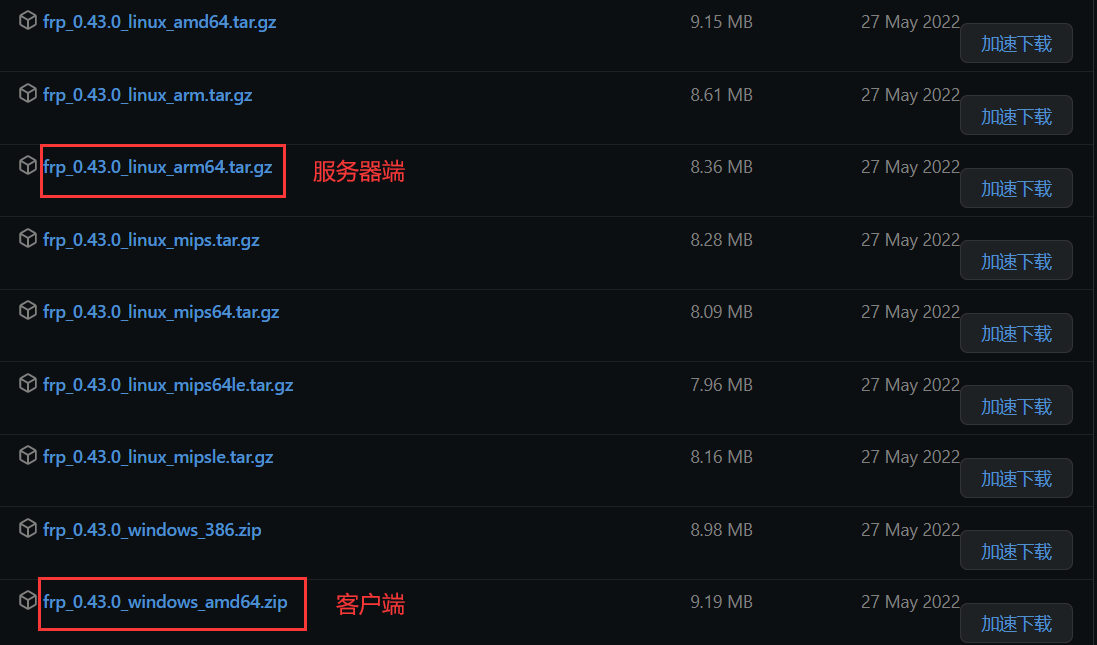 frp_0.43.0_linux_amd64.tar.gz 9.15 MB 27 May 2022 加速下载
frp_0.43.0_linux_arm.tar.gz 8.61 MB 27 May 2022 加速下载
frp_0.43.0_linux_arm64.tar.gz 服务器端 8.36 MB 27 May 2022 加速下载
frp_0.43.0_linux_mips.tar.gz 8.28 MB 27 May 2022 加速下载
frp_0.43.0_linux_mips64.tar.gz 8.09 MB 27 May 2022 加速下载
frp_0.43.0_linux_mips64le.tar.gz 7.96 MB 27 May 2022 加速下载
frp_0.43.0_linux_mipsle.tar.gz 8.16 MB 27 May 2022 加速下载
frp_0.43.0_windows_386.zip 8.98 MB 27 May 2022 加速下载
frp_0.43.0_windows_amd64.zip 客户端 9.19 MB 27 May 2022 加速下载